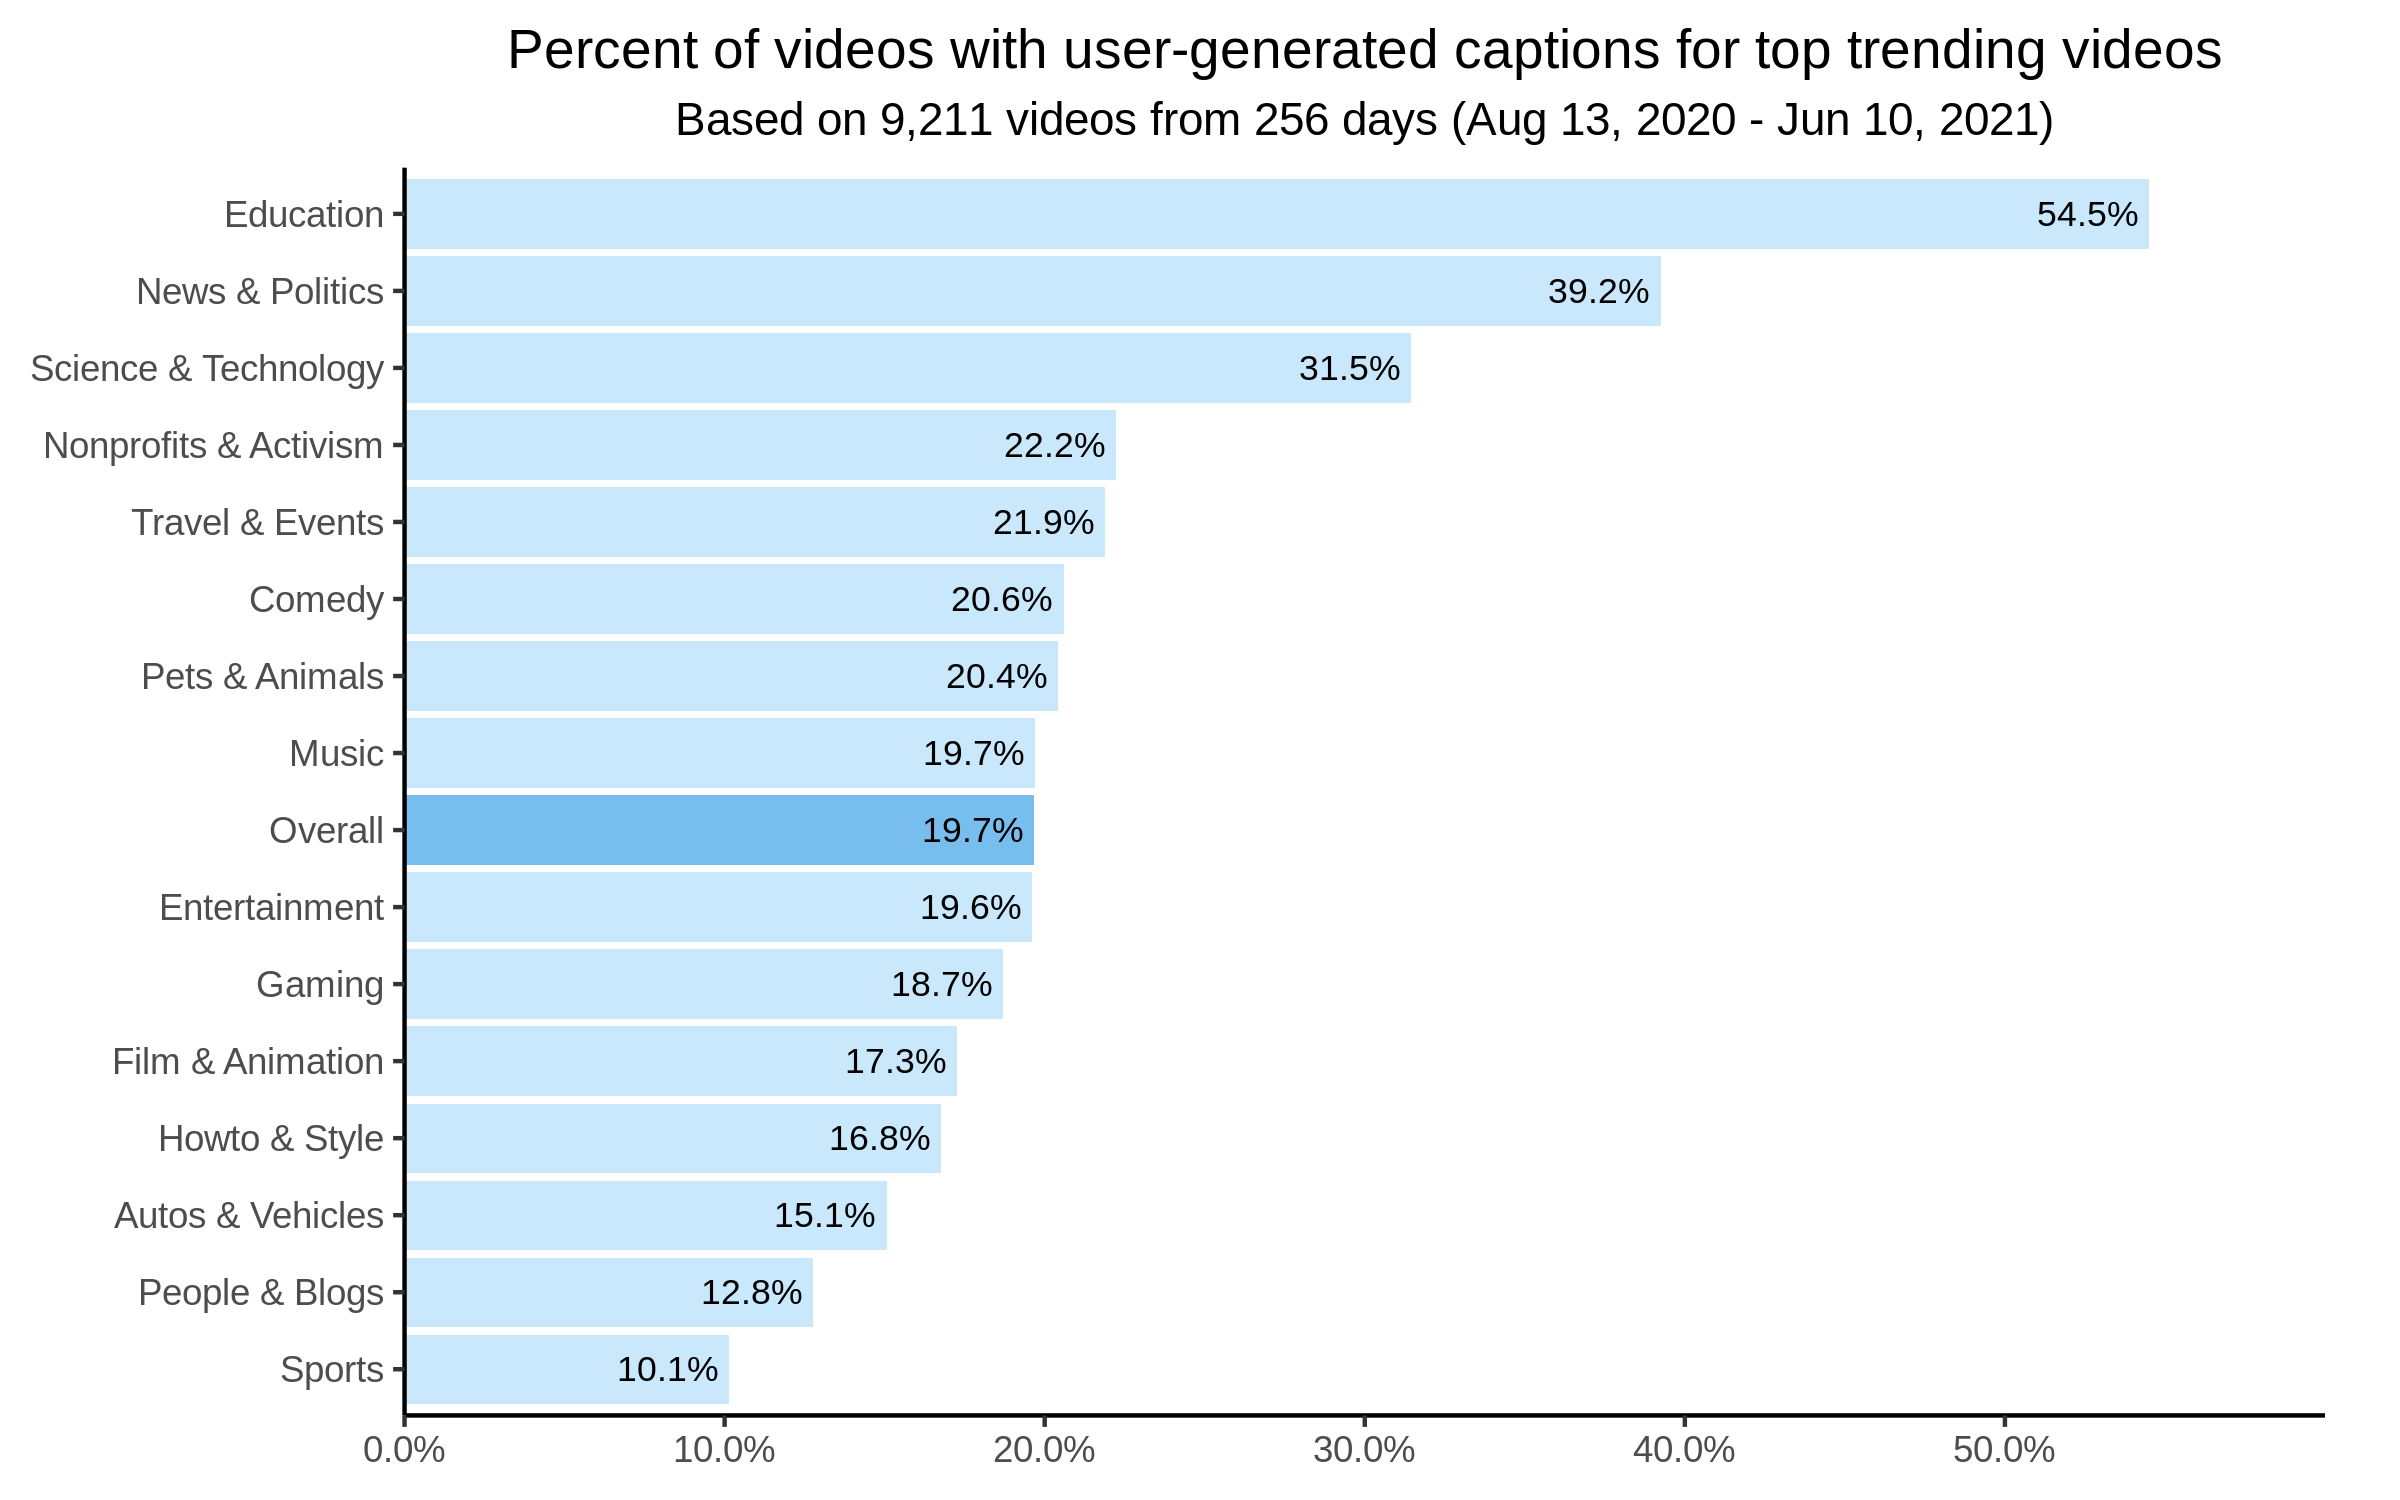 Percent of videos with user-generated captions for top trending videos
Based on 9,211 videos from 256 days (Aug 13, 2020 - Jun 10, 2021)
Education 54.5%
News & Politics 39.2%
Science & Technology 31.5%
Nonprofits & Activism 22.2%
Travel & Events 21.9%
Comedy 20.6%
Pets & Animals 20.4%
Music 19.7%
Overall 19.7%
Entertainment 19.6%
Gaming 18.7%
Film & Animation 17.3%
Howto & Style 16.8%
Autos & Vehicles 15.1%
People & Blogs 12.8%
Sports 10.1%
0.0% 10.0% 20.0% 30.0% 40.0% 50.0%